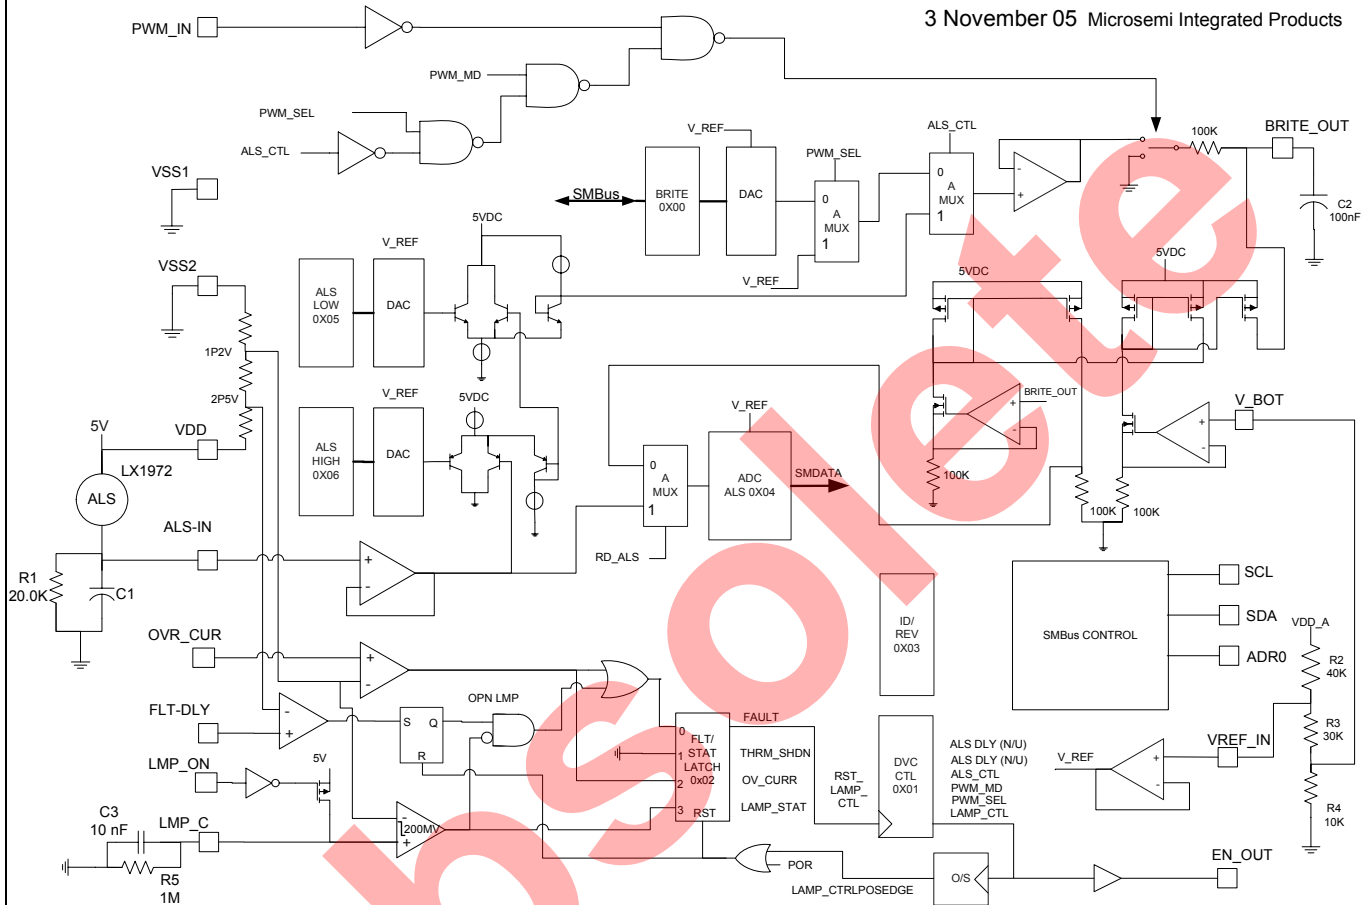 3 November 05 Microsemi Integrated Products
PWM_IN
PWM_MD
PWM_SEL
ALS_CTL
VSS1
SMBus
BRITE
0X00
V_REF
DAC
PWM_SEL
0
A
MUX
1
V_REF
ALS_CTL
0
A
MUX
1
-
+
100K
BRITE_OUT
C2
100nF
VSS2
V_REF
5VDC
ALS
LOW
0X05
DAC
1P2V
2P5V
V_REF
5VDC
ALS
HIGH
0X06
DAC
5V
VDD
LX1972
ALS
ALS-IN
R1
20.0K
C1
+
-
0
A
MUX
1
RD_ALS
V_REF
ADC
ALS 0X04
SMDATA
5VDC
5VDC
BRITE_OUT
+
-
100K
V_BOT
+
-
100K
100K
ID/
REV
0X03
SMBus CONTROL
SCL
SDA
ADR0
VDD_A
R2
40K
R3
30K
R4
10K
VREF_IN
V_REF
+
-
OVR_CUR
+
-
FLT-DLY
-
+
S
Q
R
OPN LMP
LMP_ON
5V
C3
10 nF
LMP_C
R5
1M
-
200MV
+
0
FLT/
1
STAT
LATCH
2
0x02
3
RST
FAULT
THRM_SHDN
OV_CURR
LAMP_STAT
RST_
LAMP_
CTL
DVC
CTL
0X01
ALS DLY (N/U)
ALS DLY (N/U)
ALS_CTL
PWM_MD
PWM_SEL
LAMP_CTL
POR
LAMP_CTRLPOSEDGE
O/S
EN_OUT
obsolete